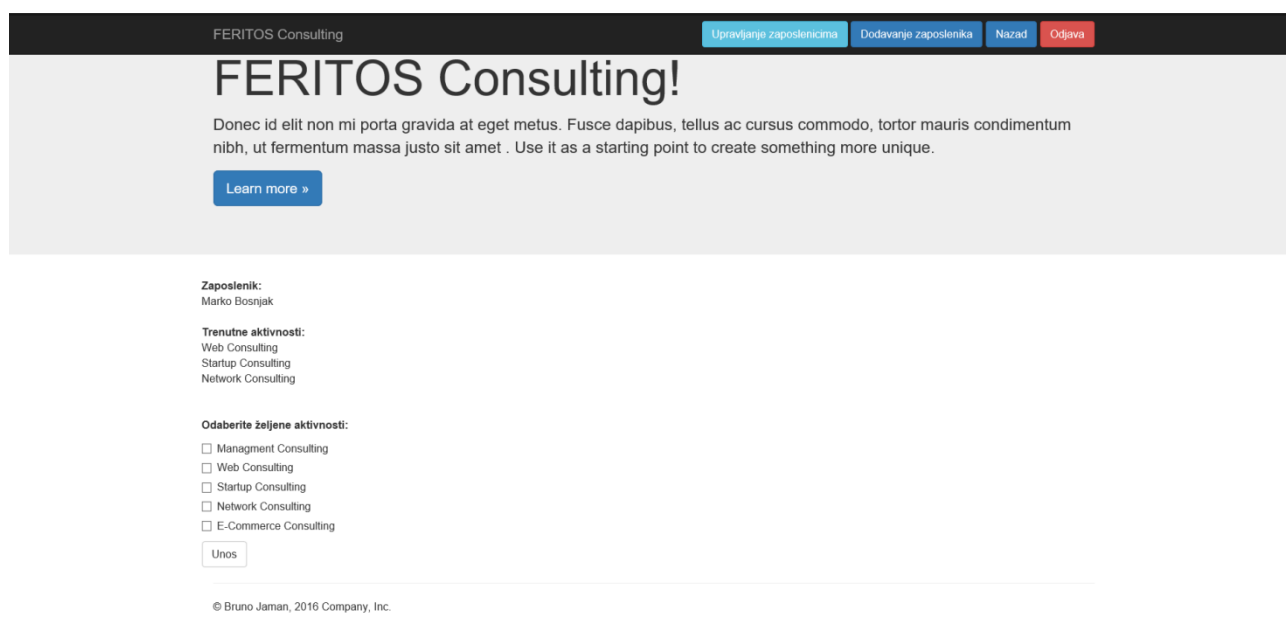 FERITOS Consulting Upravljanje zaposlenicima Dodavanje zaposlenika Nazad Odjava
FERITOS Consulting!
Donec id elit non mi porta gravida at eget metus. Fusce dapibus, tellus ac cursus commodo, tortor mauris condimentum
nibh, ut fermentum massa justo sit amet . Use it as a starting point to create something more unique.
Learn more »
Zaposlenik:
Marko Bosnjak
Trenutne aktivnosti:
Web Consulting
Startup Consulting
Network Consulting
Odaberite željene aktivnosti:
Managment Consulting
Web Consulting
Startup Consulting
Network Consulting
E-Commerce Consulting
Unos
© Bruno Jaman, 2016 Company, Inc.